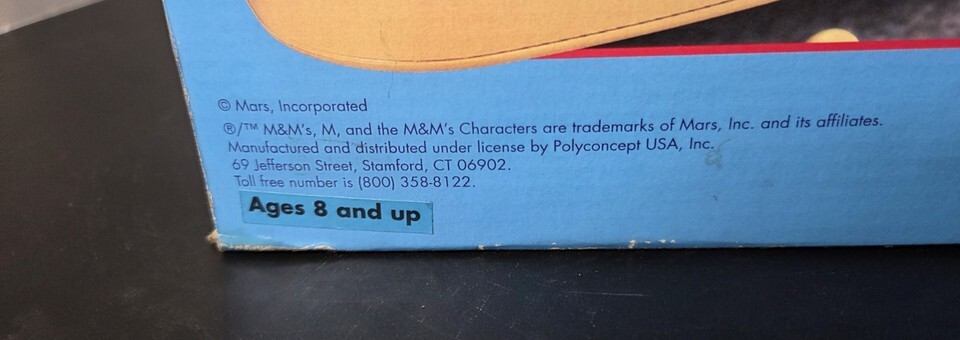 © Mars, Incorporated
®/™ M&M's, M, and the M&M's Characters are trademarks of Mars, Inc. and its affiliates.
Manufactured and distributed under license by Polyconcept USA, Inc.
69 Jefferson Street, Stamford, CT 06902.
Toll free number is (800) 358-8122.
Ages 8 and up